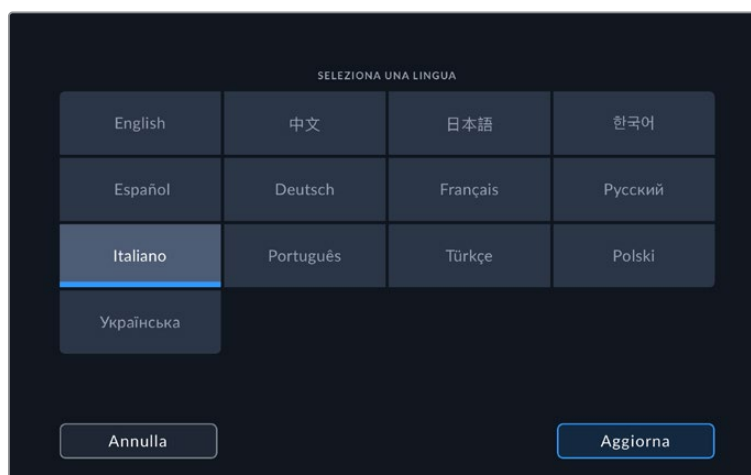 SELEZIONA UNA LINGUA
English 中文 日本語 한국어
Español Deutsch Français Русский
Italiano Português Türkçe Polski
Українська
Annulla Aggiorna